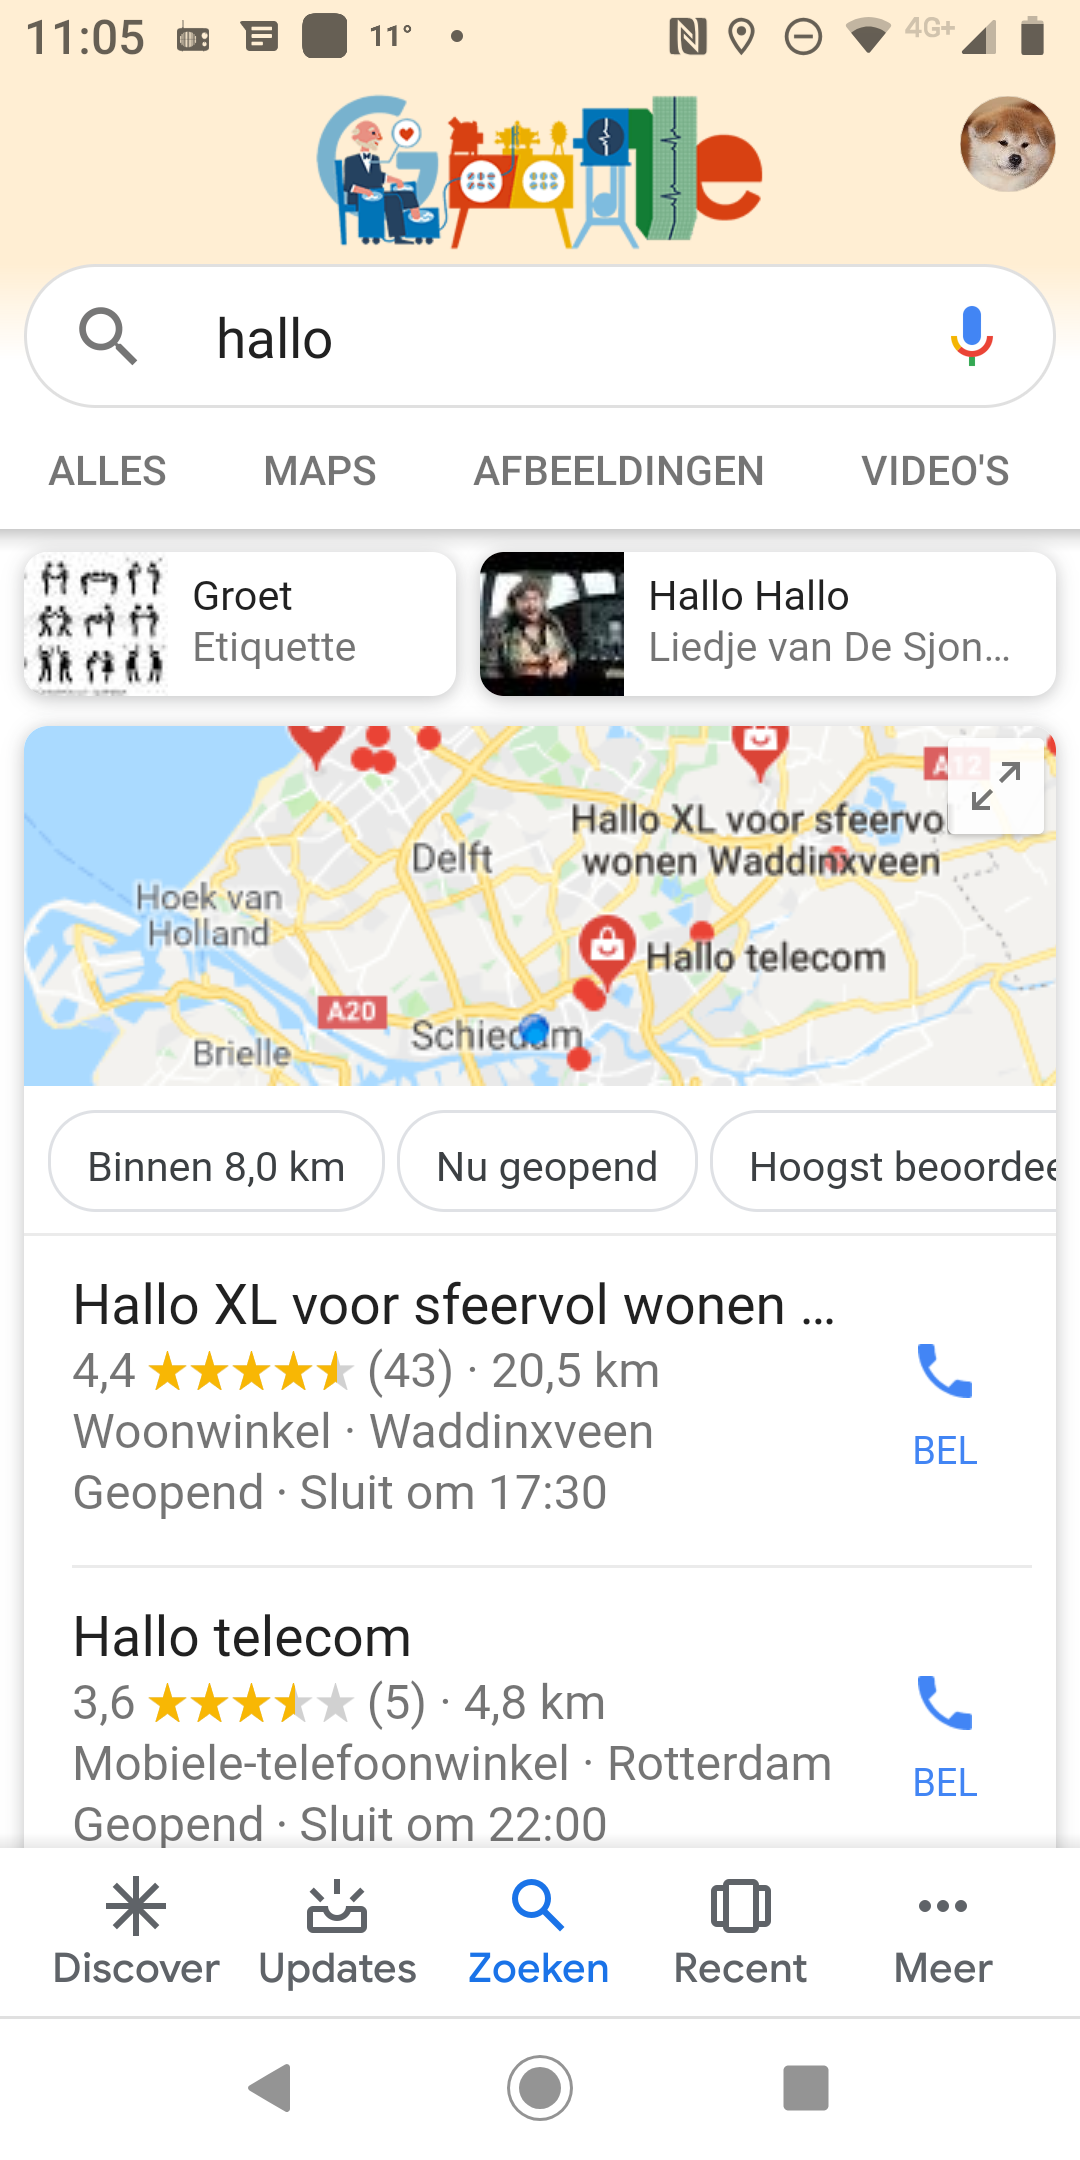 11:05 11° 4G+
Google
hallo
ALLES MAPS AFBEELDINGEN VIDEO'S
Groet
Etiquette
Hallo Hallo
Liedje van De Sjon...
A12
Hallo XL voor sfeervo
wonen Waddinxveen
Delft
Hoek van
Holland
Hallo telecom
A20
Schiedam
Brielle
Binnen 8,0 km
Nu geopend
Hoogst beoordee
Hallo XL voor sfeervol wonen ...
4,4 (43) · 20,5 km
Woonwinkel · Waddinxveen
Geopend · Sluit om 17:30
BEL
Hallo telecom
3,6 (5) · 4,8 km
Mobiele-telefoonwinkel · Rotterdam
Geopend · Sluit om 22:00
BEL
Discover Updates Zoeken Recent Meer